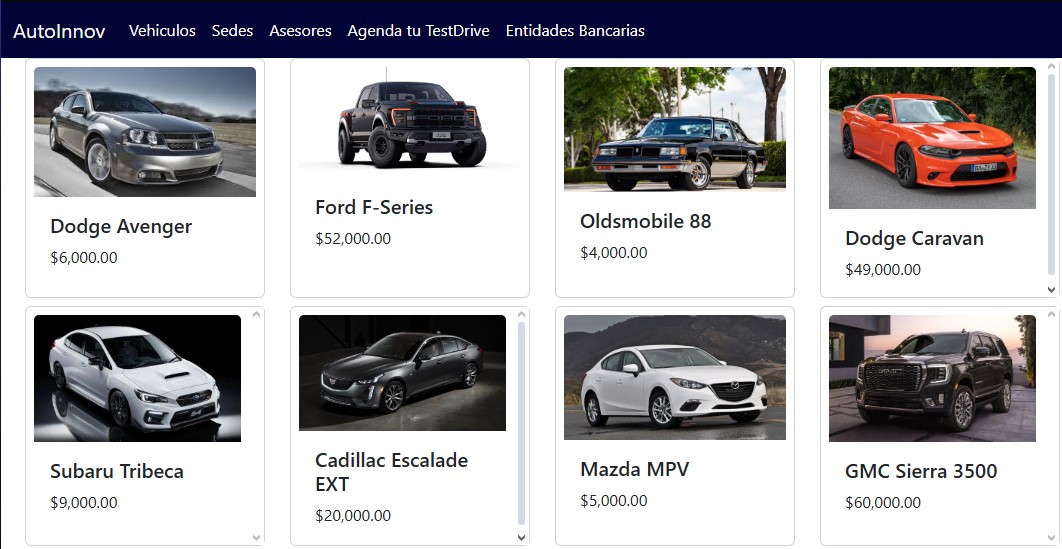 AutoInnov Vehiculos Sedes Asesores Agenda tu TestDrive Entidades Bancarias
Dodge Avenger
$6,000.00
Ford F-Series
$52,000.00
Oldsmobile 88
$4,000.00
Dodge Caravan
$49,000.00
Subaru Tribeca
$9,000.00
Cadillac Escalade
EXT
$20,000.00
Mazda MPV
$5,000.00
GMC Sierra 3500
$60,000.00